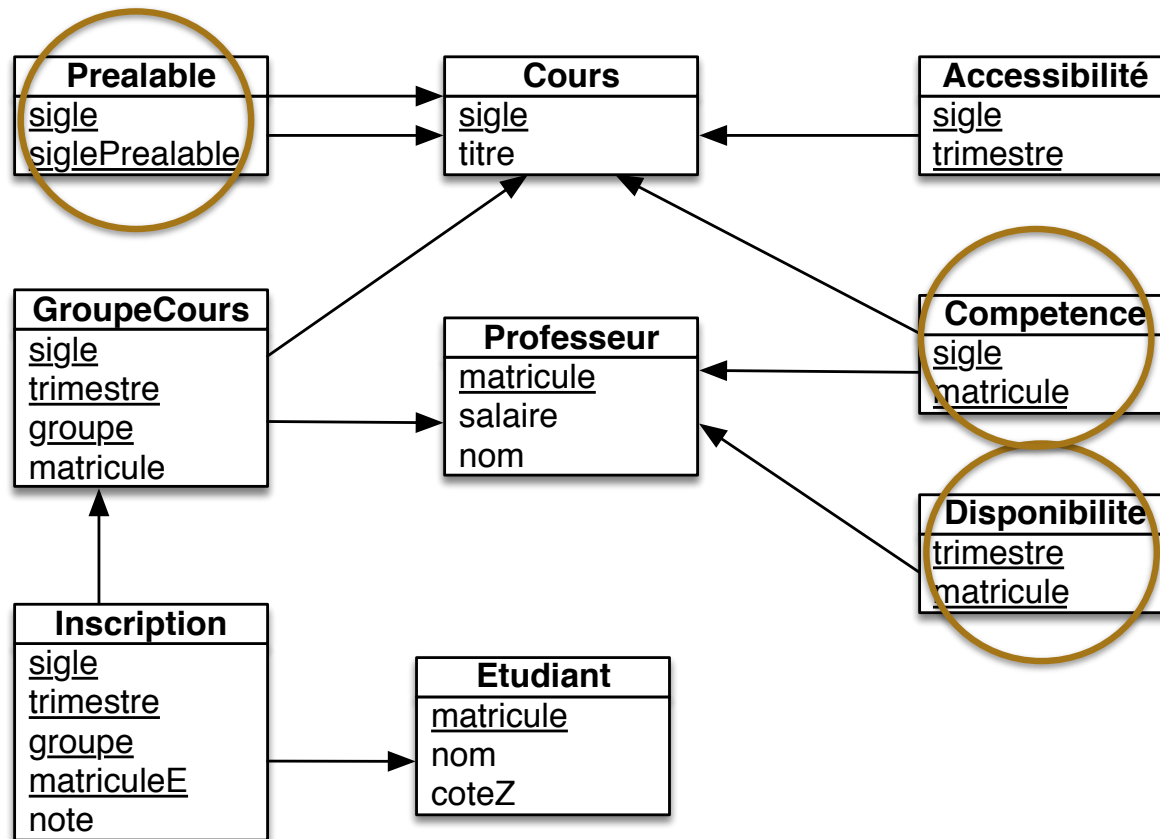 Prealable
sigle
siglePrealable
Cours
sigle
titre
Accessibilité
sigle
trimestre
GroupeCours
sigle
trimestre
groupe
matricule
Professeur
matricule
salaire
nom
Competence
sigle
matricule
Disponibilite
trimestre
matricule
Inscription
sigle
trimestre
groupe
matriculeE
note
Etudiant
matricule
nom
coteZ